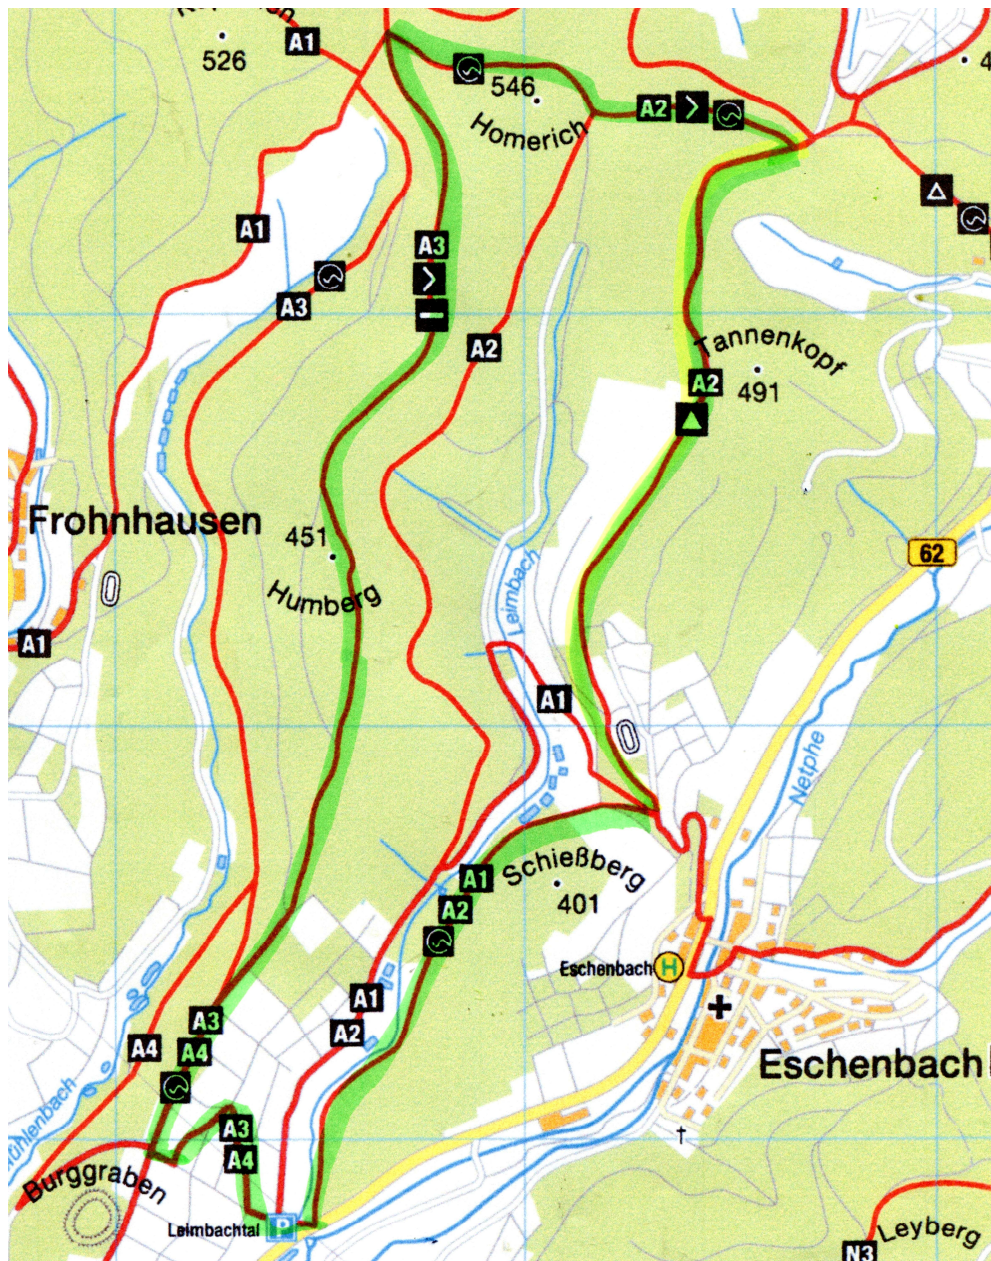 A1
526
546
Homerich
A2
A1
A3
A3
A2
Tannenkopf
A2
491
Frohnhausen
451
62
Humberg
Leimbach
A1
A1
Netphe
Schießberg
A1
401
A2
Eschenbach H
A1
A3
A2
A4
A4
Eschenbach
A3
A4
Burggraben
Leimbachtal P
Leyberg
N3